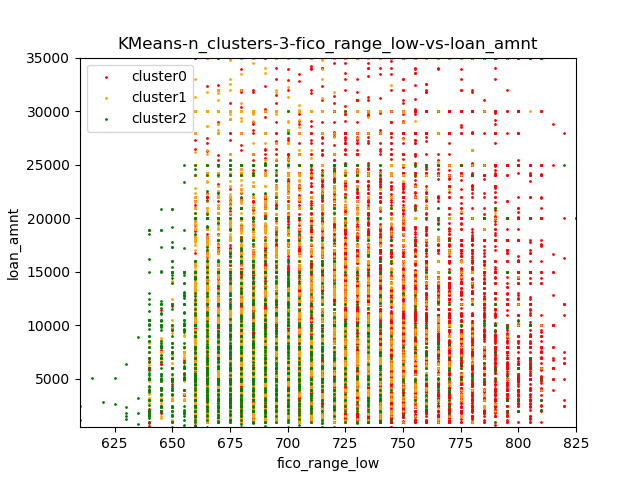 KMeans-n_clusters-3-fico_range_low-vs-loan_amnt
35000
30000
25000
20000
15000
10000
5000
loan_amnt
cluster0
cluster1
cluster2
625 650 675 700 725 750 775 800 825
fico_range_low